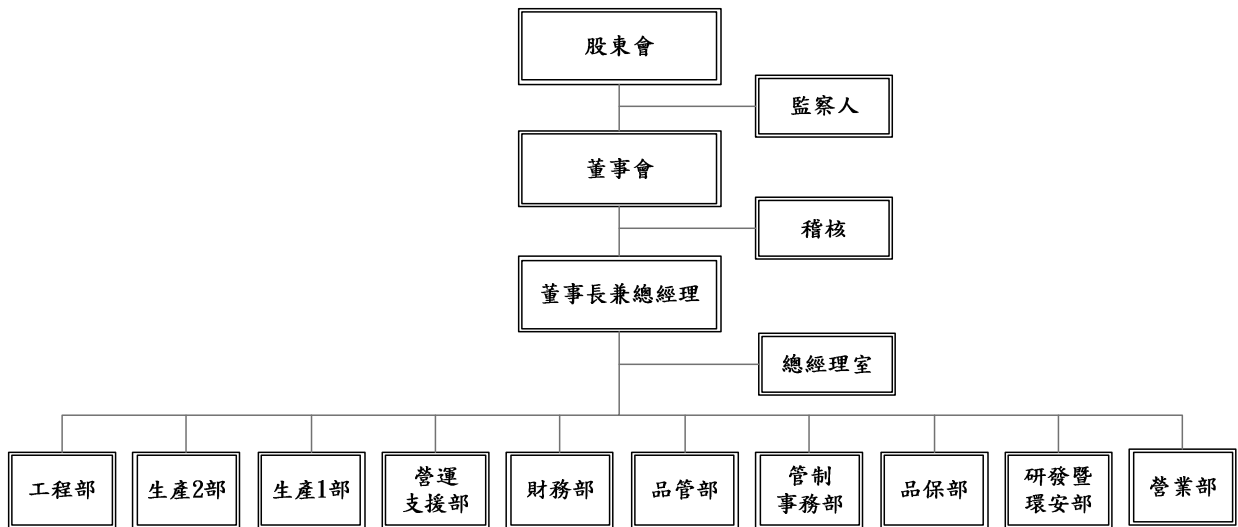 股東會
監察人
董事會
稽核
董事長兼總經理
總經理室
工程部
生產2部
生產1部
營運
支援部
財務部
品管部
管制
事務部
品保部
研發暨
環安部
營業部